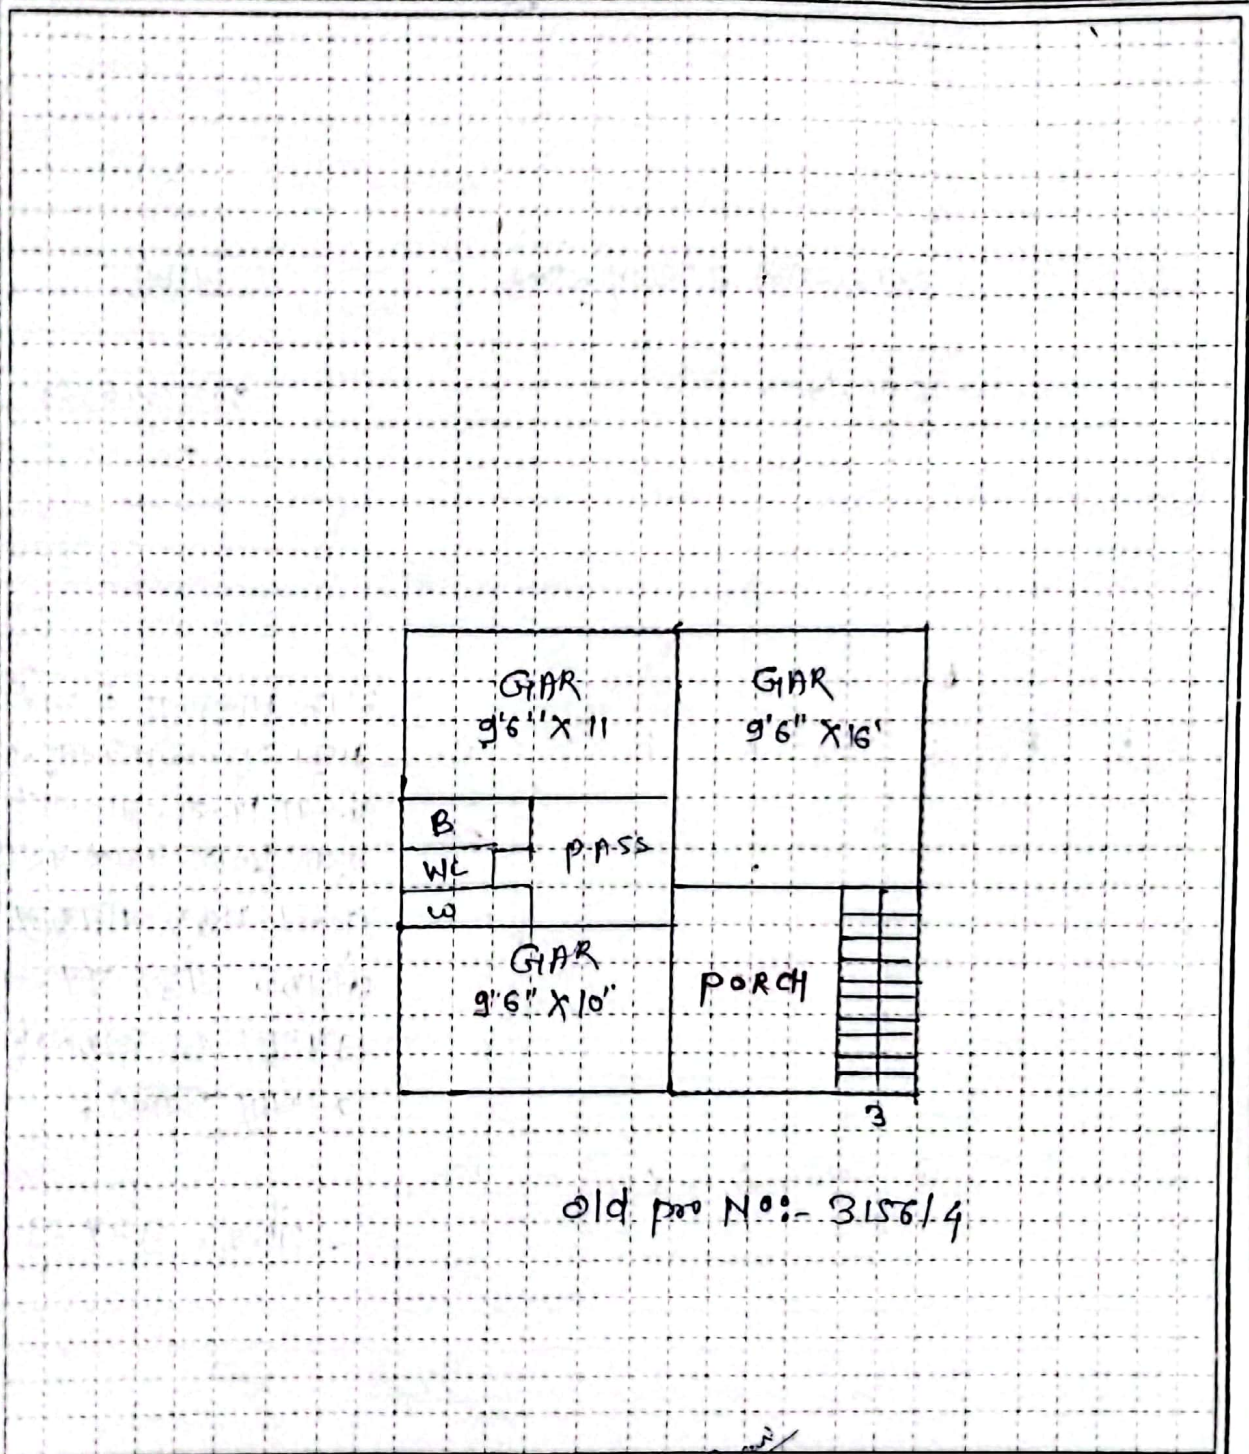 GAR
9'6" X 11
GAR
9'6" X 16'
B
WC
W
PASS
GAR
9'6" X 10"
PORCH
3
Old pro No:- 3156/4